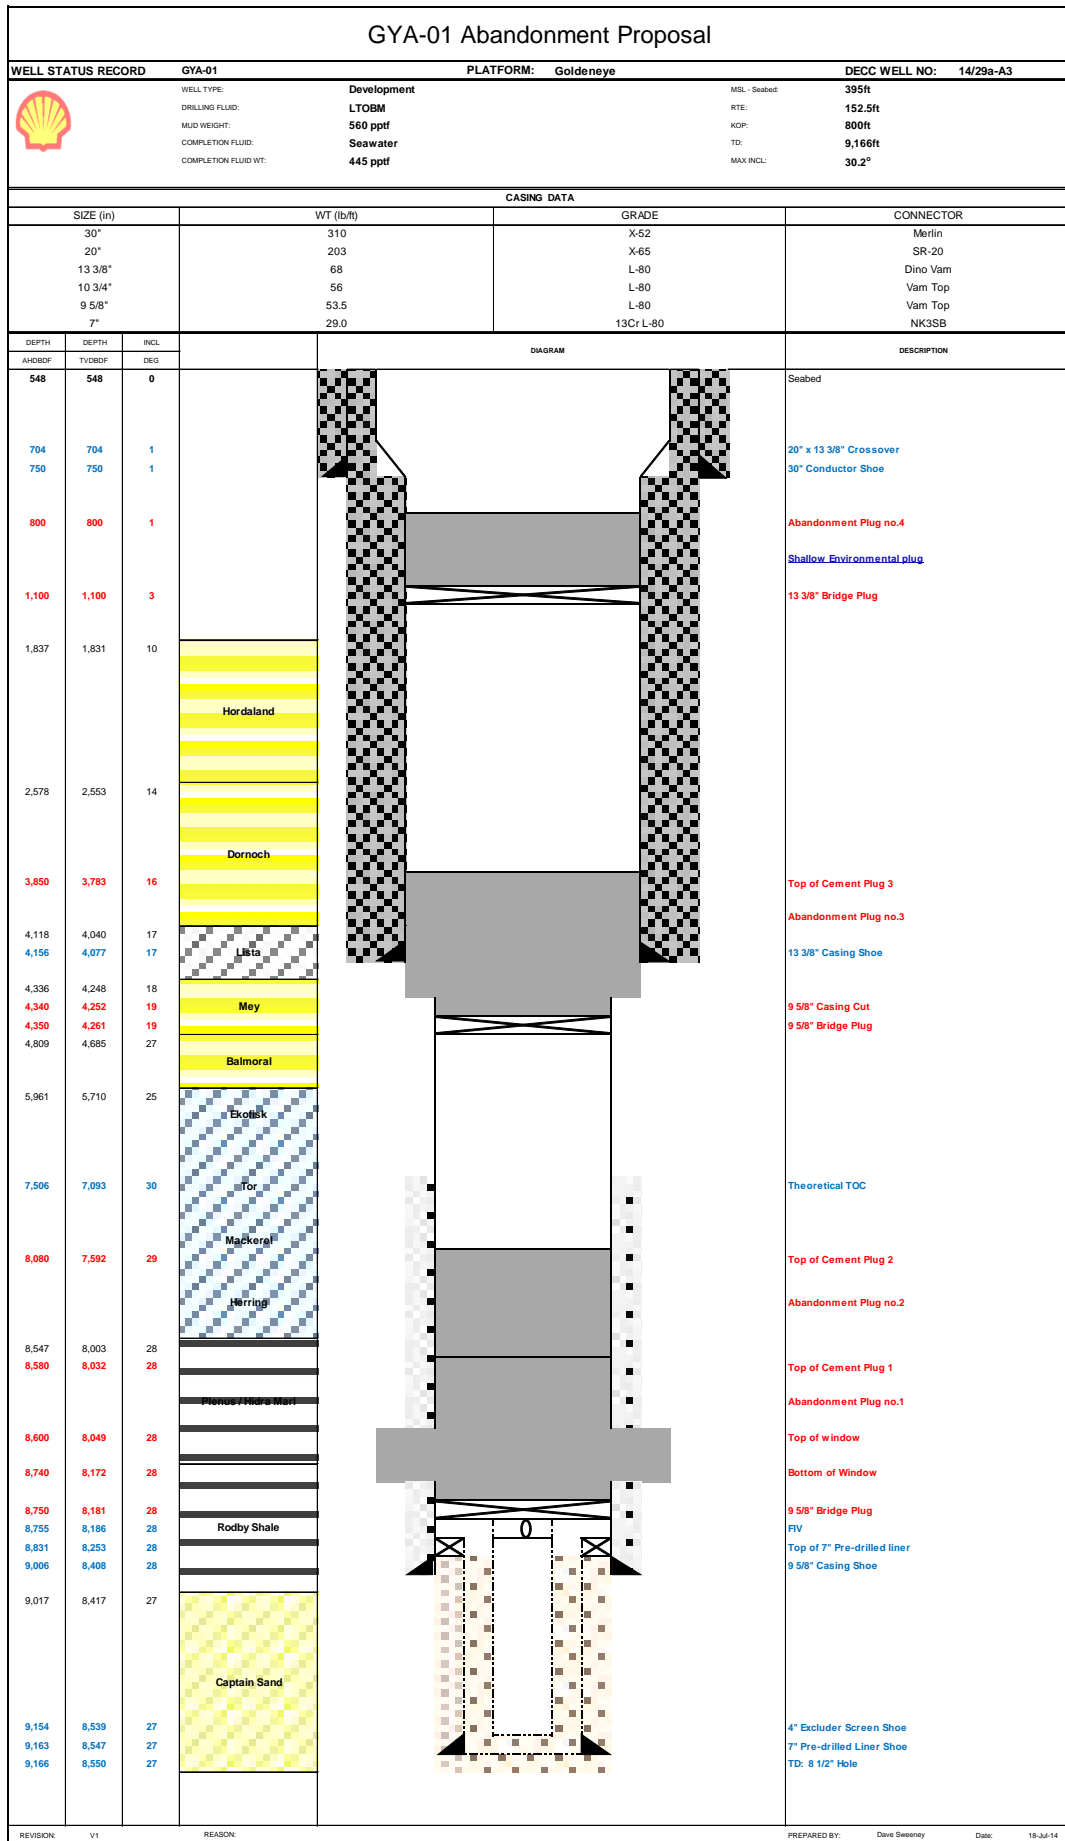 GYA-01 Abandonment Proposal
WELL STATUS RECORD GYA-01 PLATFORM: Goldeneye DECC WELL NO: 14/29a-A3
WELL TYPE: Development MSL - Seabed: 395ft
DRILLING FLUID: LTOBM RTE: 152.5ft
MUD WEIGHT: 560 pptf KOP: 800ft
COMPLETION FLUID: Seawater TD: 9,166ft
COMPLETION FLUID WT: 445 pptf MAX INCL: 30.2°
CASING DATA
SIZE (in) WT (lb/ft) GRADE CONNECTOR
30" 310 X-52 Merlin
20" 203 X-65 SR-20
13 3/8" 68 L-80 Dino Vam
10 3/4" 56 L-80 Vam Top
9 5/8" 53.5 L-80 Vam Top
7" 29.0 13Cr L-80 NK3SB
DEPTH DEPTH INCL DIAGRAM DESCRIPTION
AHDBDF TVDBDF DEG
548 548 0 Seabed
704 704 1 20" x 13 3/8" Crossover
750 750 1 30" Conductor Shoe
800 800 1 Abandonment Plug no.4
Shallow Environmental plug
1,100 1,100 3 13 3/8" Bridge Plug
1,837 1,831 10
Hordaland
2,578 2,553 14
Dornoch
3,850 3,783 16 Top of Cement Plug 3
Abandonment Plug no.3
4,118 4,040 17
4,156 4,077 17 Lista 13 3/8" Casing Shoe
4,336 4,248 18
4,340 4,252 19 Mey 9 5/8" Casing Cut
4,350 4,261 19 9 5/8" Bridge Plug
4,809 4,685 27
Balmoral
5,961 5,710 25
Ekofisk
7,506 7,093 30 Tor Theoretical TOC
Mackerel
8,080 7,592 29 Top of Cement Plug 2
Herring Abandonment Plug no.2
8,547 8,003 28
8,580 8,032 28 Top of Cement Plug 1
Plenus / Hidra Marl Abandonment Plug no.1
8,600 8,049 28 Top of window
8,740 8,172 28 Bottom of Window
8,750 8,181 28 9 5/8" Bridge Plug
8,755 8,186 28 Rodby Shale FIV
8,831 8,253 28 Top of 7" Pre-drilled liner
9,006 8,408 28 9 5/8" Casing Shoe
9,017 8,417 27
Captain Sand
9,154 8,539 27 4" Excluder Screen Shoe
9,163 8,547 27 7" Pre-drilled Liner Shoe
9,166 8,550 27 TD: 8 1/2" Hole
REVISION: V1 REASON: PREPARED BY: Dave Sweeney Date: 18-Jul-14